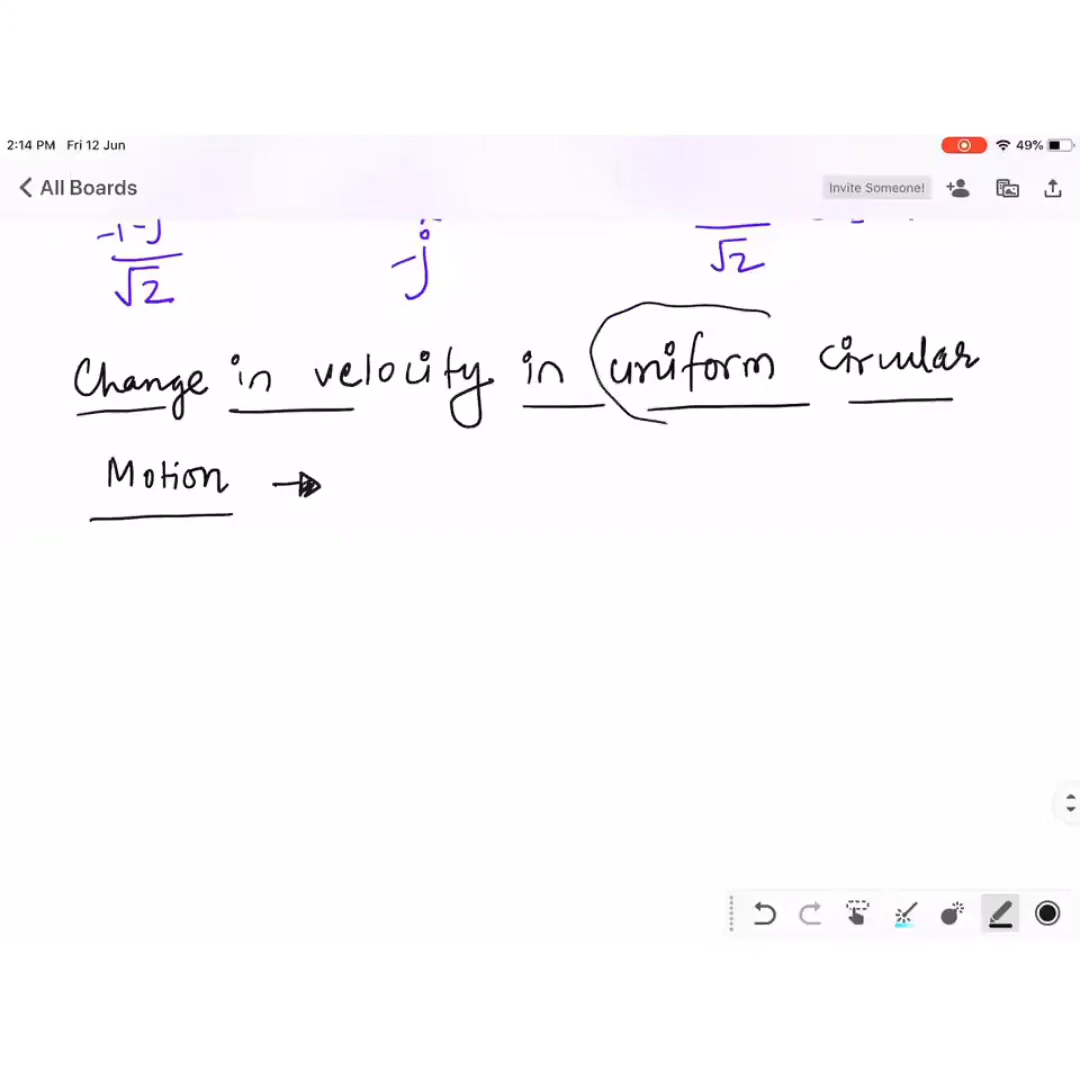 2:14 PM Fri 12 Jun 49%
All Boards Invite Someone!
-i-j -j
√2 √2
Change in velocity in uniform circular
Motion →